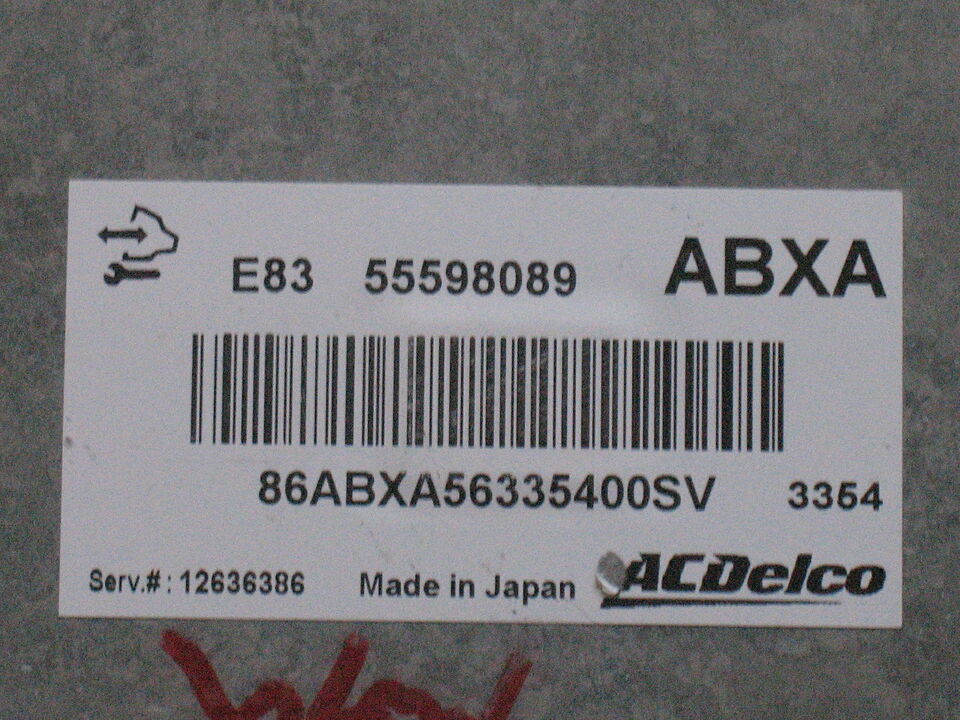 E83 55598089 ABXA
86ABXA56335400SV 3354
Serv.#: 12636386 Made in Japan ACDelco